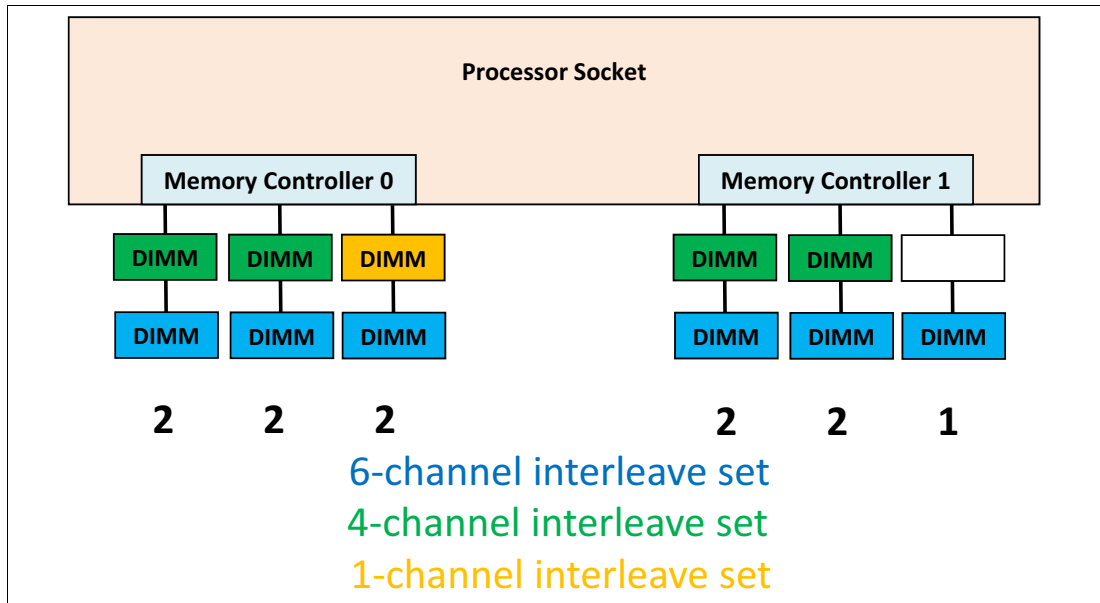 Processor Socket
Memory Controller 0
Memory Controller 1
DIMM DIMM DIMM DIMM DIMM
DIMM DIMM DIMM DIMM DIMM DIMM
2 2 2 2 2 1
6-channel interleave set
4-channel interleave set
1-channel interleave set